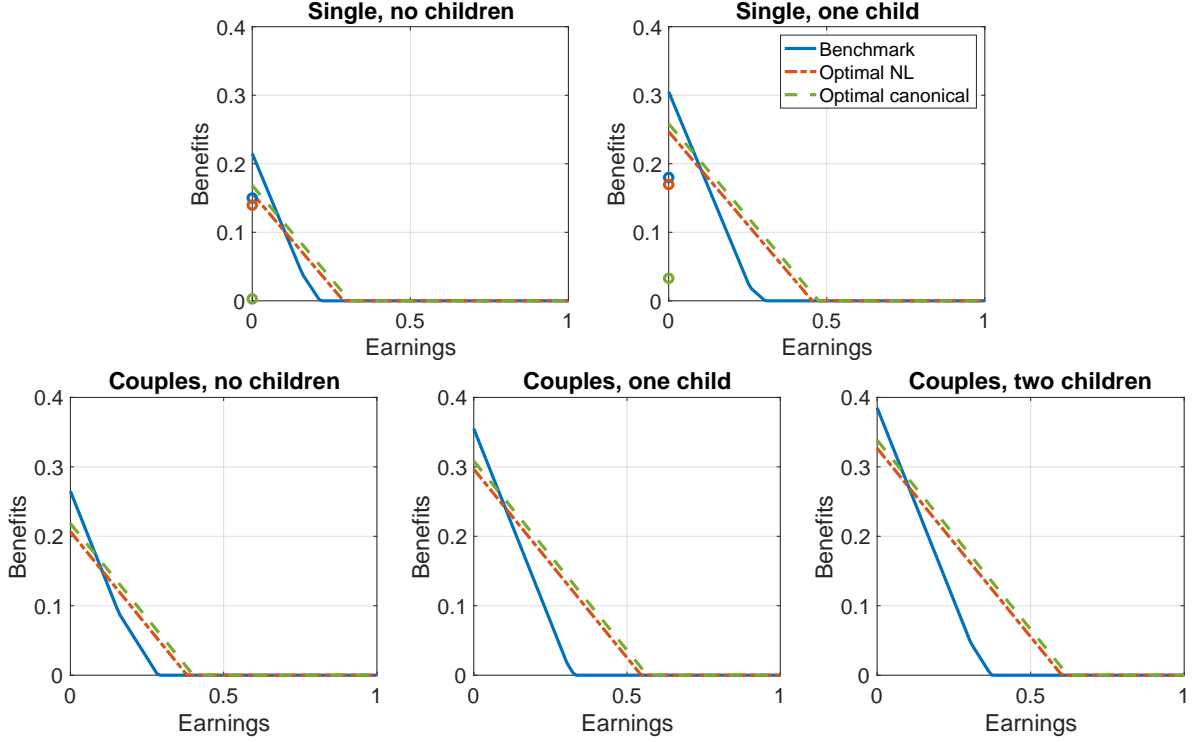 Single, no children
0.4
0.3
0.2
0.1
0
Benefits
0
0.5
1
Earnings
Single, one child
Benchmark
Optimal NL
Optimal canonical
0.4
0.3
0.2
0.1
0
Benefits
0
0.5
1
Earnings
Couples, no children
0.4
0.3
0.2
0.1
0
Benefits
0
0.5
1
Earnings
Couples, one child
0.4
0.3
0.2
0.1
0
Benefits
0
0.5
1
Earnings
Couples, two children
0.4
0.3
0.2
0.1
0
Benefits
0
0.5
1
Earnings